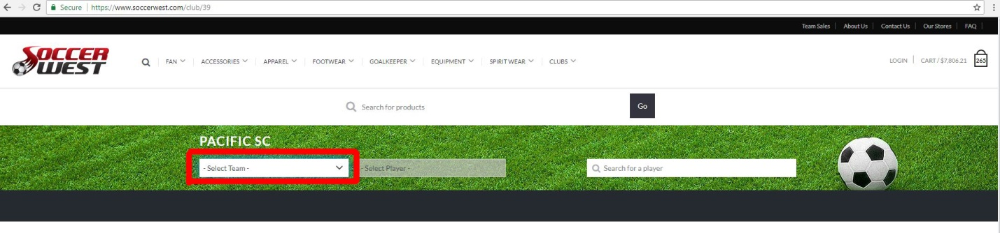 Secure | https://www.soccerwest.com/club/39
Team Sales | About Us | Contact Us | Our Stores | FAQ |
SOCCER
WEST
FAN ACCESSORIES APPAREL FOOTWEAR GOALKEEPER EQUIPMENT SPIRIT WEAR CLUBS
LOGIN | CART / $7,806.21 265
Search for products Go
PACIFIC SC
- Select Team - - Select Player - Search for a player